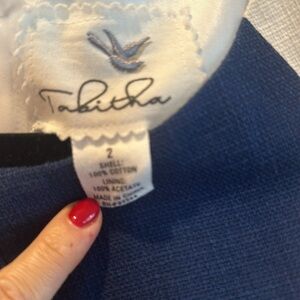 Tabitha
2
SHELL:
100% COTTON
LINING:
100% ACETATE
MADE IN CHINA